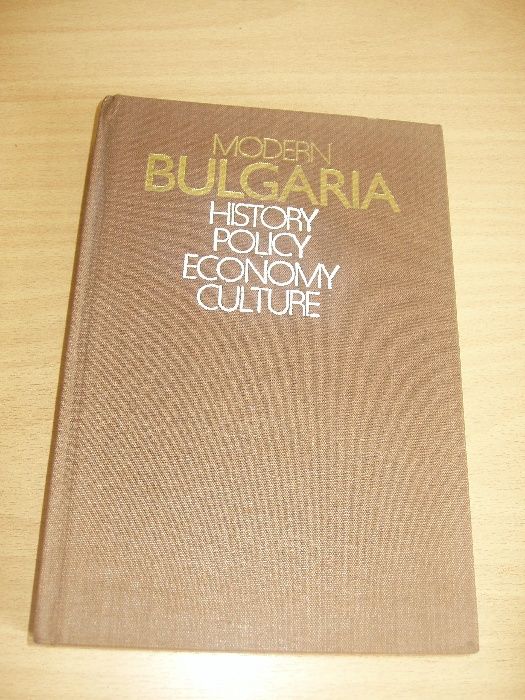 MODERN
BULGARIA
HISTORY
POLICY
ECONOMY
CULTURE